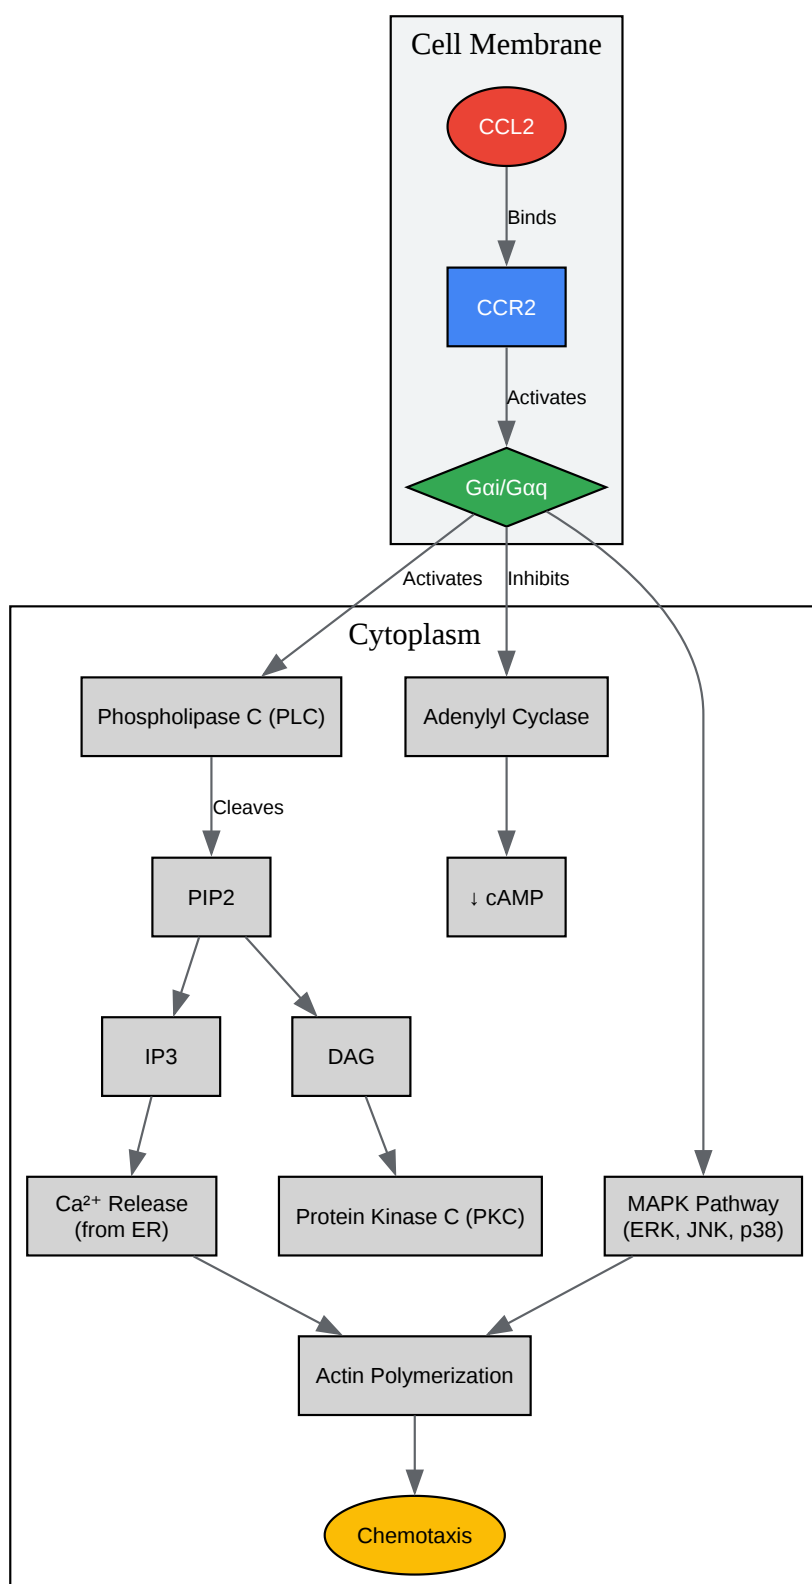 Cell Membrane
CCL2
Binds
CCR2
Activates
Gαi/Gαq
Activates
Inhibits
Cytoplasm
Phospholipase C (PLC)
Adenylyl Cyclase
Cleaves
PIP2
↓ cAMP
IP3
DAG
Ca²⁺ Release
(from ER)
Protein Kinase C (PKC)
MAPK Pathway
(ERK, JNK, p38)
Actin Polymerization
Chemotaxis